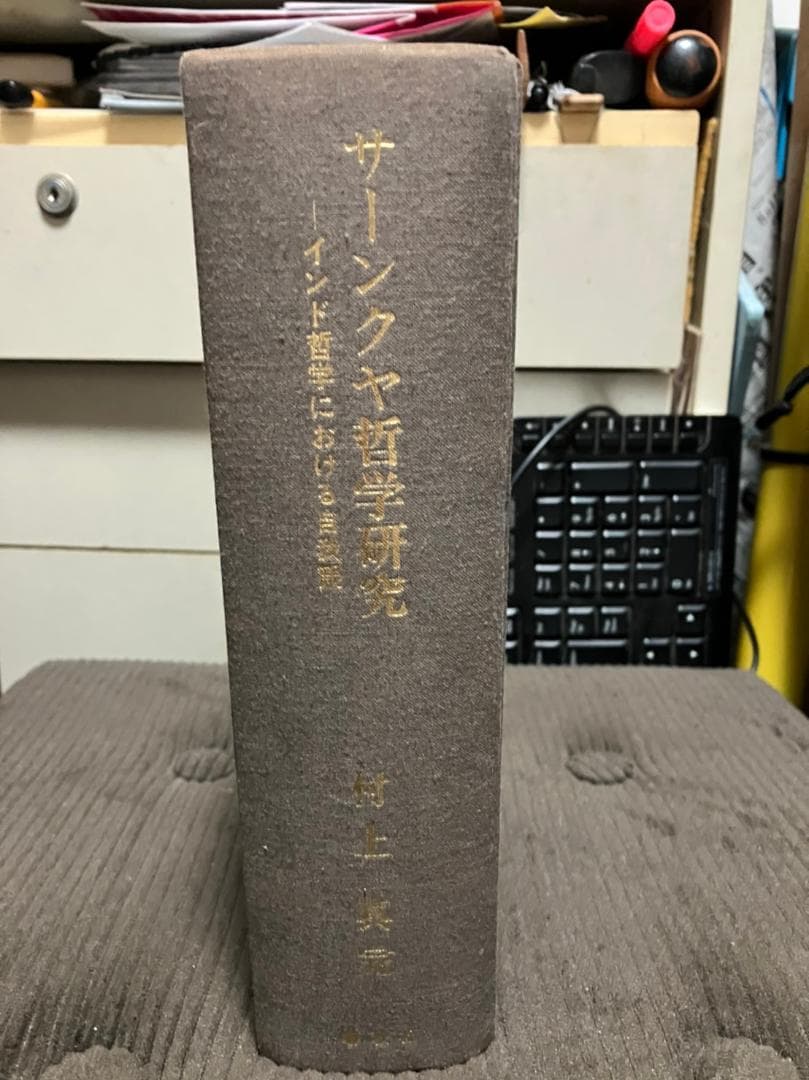 サーンクヤ哲学研究
―インド哲学における自我観
村上真完